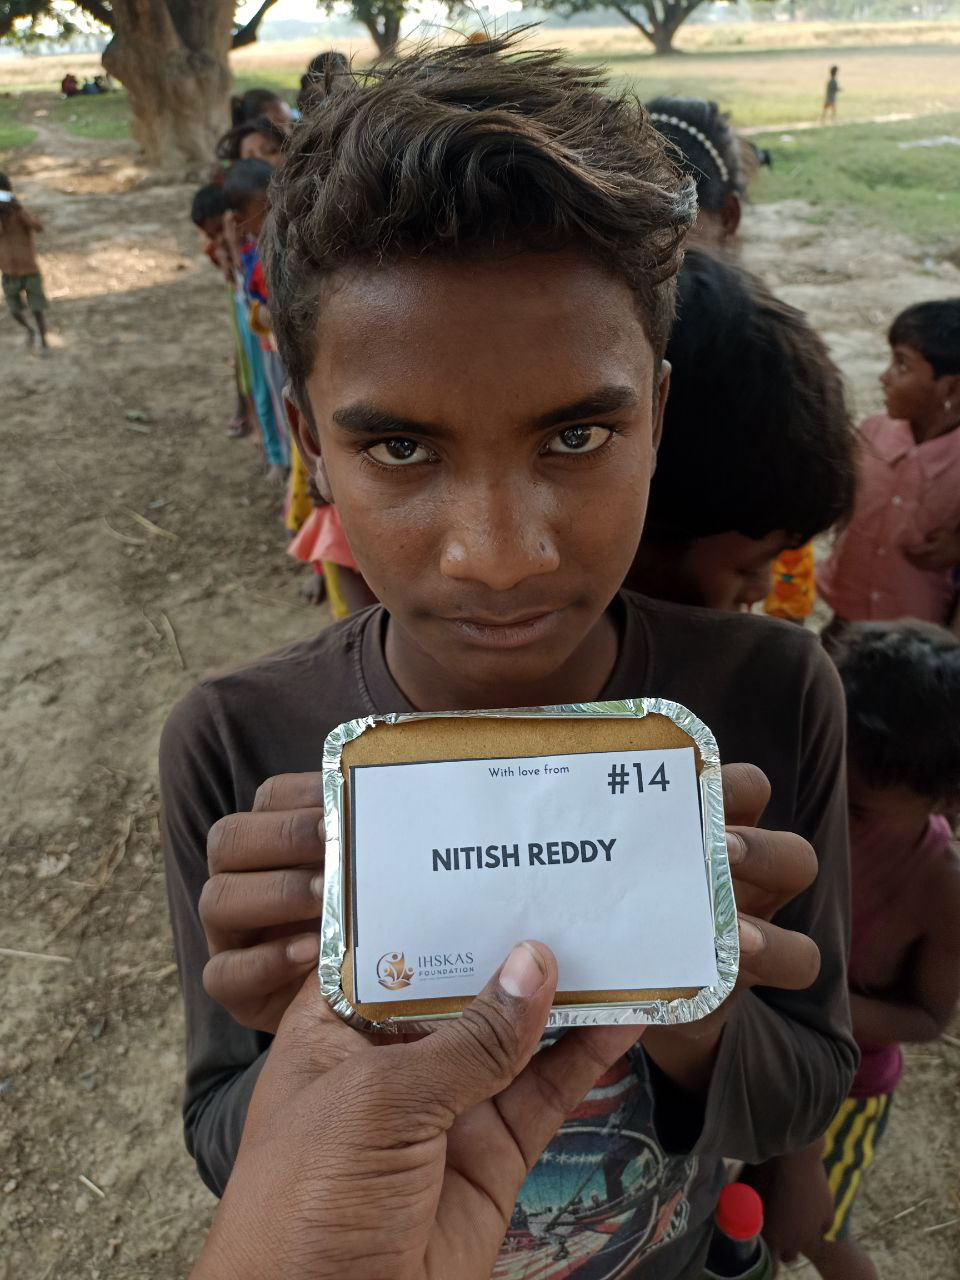 With love from
#14
NITISH REDDY
IHSKAS
FOUNDATION